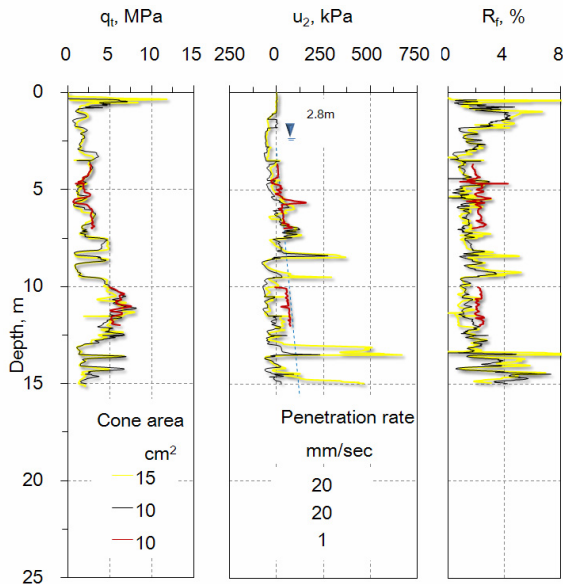 qt, MPa u2, kPa Rf, %
0 5 10 15 250 0 250 500 750 0 4 8
0
2.8m
5
10
Depth, m
15
Cone area Penetration rate
cm2 mm/sec
15 20
20
10 20
10 1
25